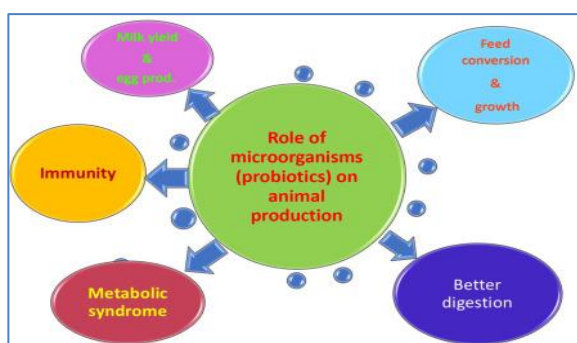 Milk yield
&
egg prod.
Feed
conversion
&
growth
Role of
microorganisms
(probiotics) on
animal
production
Immunity
Metabolic
syndrome
Better
digestion